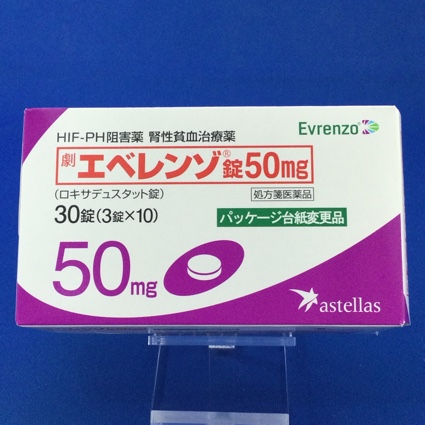 HIF-PH阻害薬 腎性貧血治療薬
Evrenzo
劇 エベレンゾ®錠50mg
(ロキサデュスタット錠)
処方箋医薬品
30錠(3錠×10)
パッケージ台紙変更品
50mg
astellas